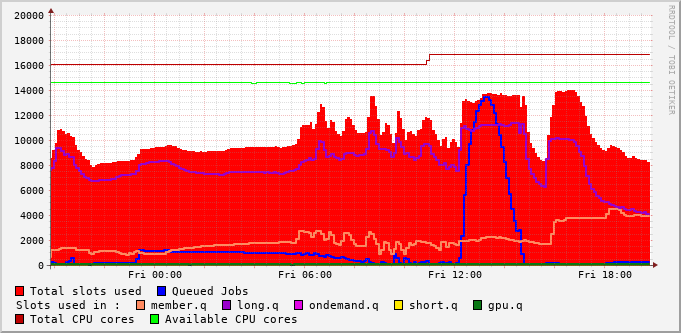 20000
18000
16000
14000
12000
10000
8000
6000
4000
2000
0
Fri 00:00 Fri 06:00 Fri 12:00 Fri 18:00
RRDTOOL / TOBI OETIKER
Total slots used Queued Jobs
Slots used in : member.q long.q ondemand.q short.q gpu.q
Total CPU cores Available CPU cores